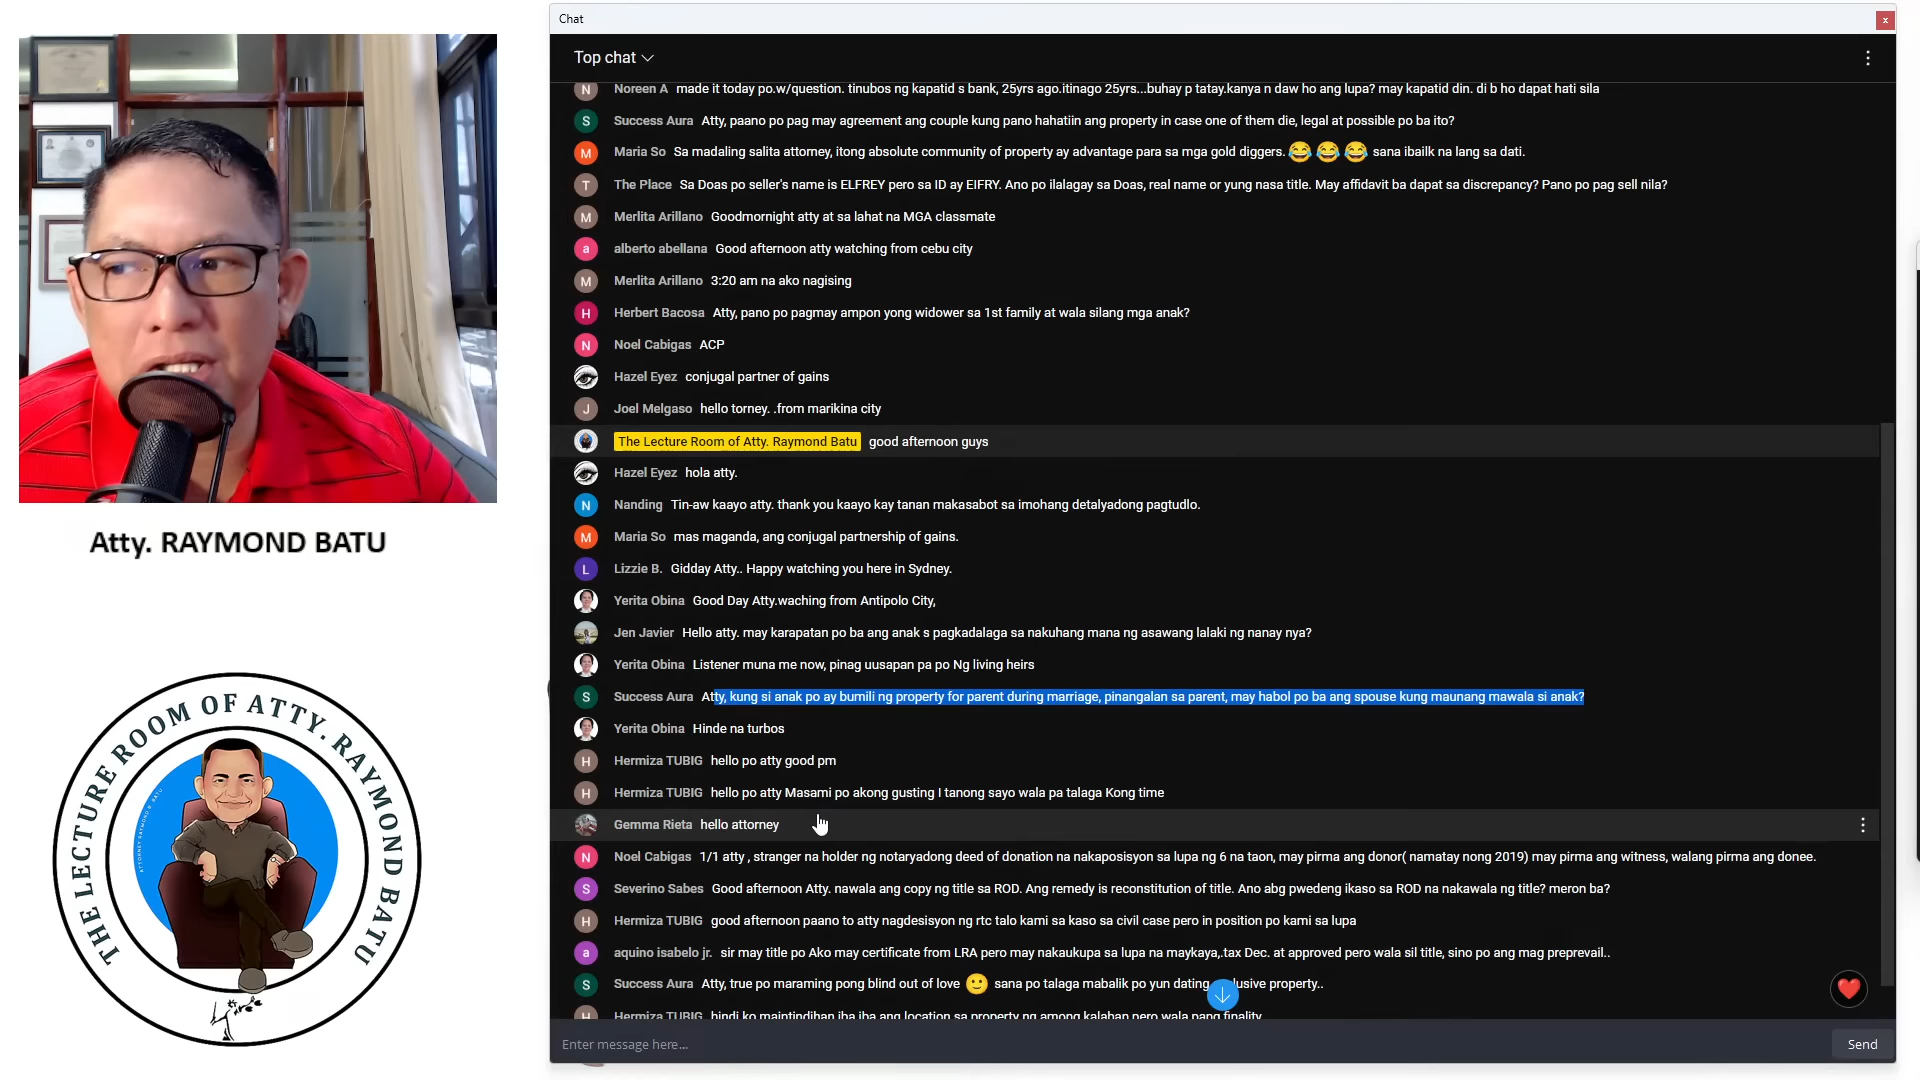 Chat
Top chat
Noreen A made it today po.w/question. tinubos ng kapatid s bank, 25yrs ago.itinago 25yrs...buhay p tatay.kanya n daw ho ang lupa? may kapatid din. di b ho dapat hati sila
Success Aura Atty, paano po pag may agreement ang couple kung pano hahatiin ang property in case one of them die, legal at possible po ba ito?
Maria So Sa madaling salita attorney, itong absolute community of property ay advantage para sa mga gold diggers. 😂 😂 😂 sana ibailk na lang sa dati.
The Place Sa Doas po seller's name is ELFREY pero sa ID ay EIFRY. Ano po ilalagay sa Doas, real name or yung nasa title. May affidavit ba dapat sa discrepancy? Pano po pag sell nila?
Merlita Arillano Goodmornight atty at sa lahat na MGA classmate
alberto abellana Good afternoon atty watching from cebu city
Merlita Arillano 3:20 am na ako nagising
Herbert Bacosa Atty, pano po pagmay ampon yong widower sa 1st family at wala silang mga anak?
Noel Cabigas ACP
Hazel Eyez conjugal partner of gains
Joel Melgaso hello torney. .from marikina city
The Lecture Room of Atty. Raymond Batu good afternoon guys
Hazel Eyez hola atty.
Nanding Tin-aw kaayo atty. thank you kaayo kay tanan makasabot sa imohang detalyadong pagtudlo.
Maria So mas maganda, ang conjugal partnership of gains.
Lizzie B. Gidday Atty.. Happy watching you here in Sydney.
Yerita Obina Good Day Atty.waching from Antipolo City,
Jen Javier Hello atty. may karapatan po ba ang anak s pagkadalaga sa nakuhang mana ng asawang lalaki ng nanay nya?
Yerita Obina Listener muna me now, pinag uusapan pa po Ng living heirs
Success Aura Atty, kung si anak po ay bumili ng property for parent during marriage, pinangalan sa parent, may habol po ba ang spouse kung maunang mawala si anak?
Yerita Obina Hinde na turbos
Hermiza TUBIG hello po atty good pm
Hermiza TUBIG hello po atty Masami po akong gusting I tanong sayo wala pa talaga Kong time
Gemma Rieta hello attorney
Noel Cabigas 1/1 atty , stranger na holder ng notaryadong deed of donation na nakaposisyon sa lupa ng 6 na taon, may pirma ang donor( namatay nong 2019) may pirma ang witness, walang pirma ang donee.
Severino Sabes Good afternoon Atty. nawala ang copy ng title sa ROD. Ang remedy is reconstitution of title. Ano abg pwedeng ikaso sa ROD na nakawala ng title? meron ba?
Hermiza TUBIG good afternoon paano to atty nagdesisyon ng rtc talo kami sa kaso sa civil case pero in position po kami sa lupa
aquino isabelo jr. sir may title po Ako may certificate from LRA pero may nakaukupa sa lupa na maykaya,.tax Dec. at approved pero wala sil title, sino po ang mag preprevail..
Success Aura Atty, true po maraming pong blind out of love 🙂 sana po talaga mabalik po yun dating lusive property..
Hermiza TUBIG hindi ko maintindihan iba iba ang location sa property ng among kalaban pero wala pang finality
Enter message here...
Send
Atty. RAYMOND BATU
THE LECTURE ROOM OF ATTY. RAYMOND BATU